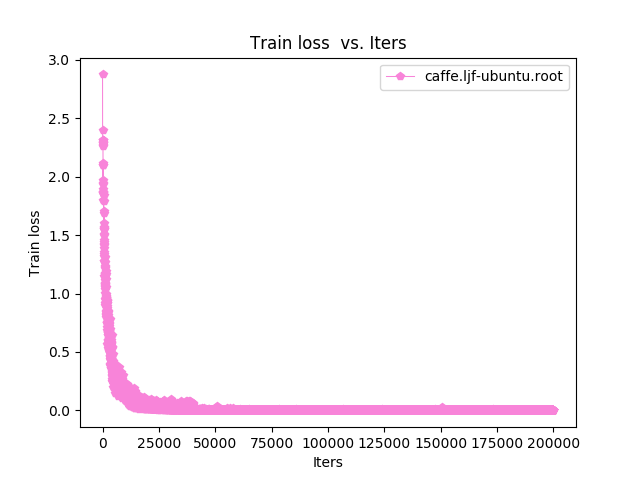 Train loss  vs. Iters
caffe.ljf-ubuntu.root
3.0
2.5
2.0
1.5
1.0
0.5
0.0
Train loss
0 25000 50000 75000 100000 125000 150000 175000 200000
Iters